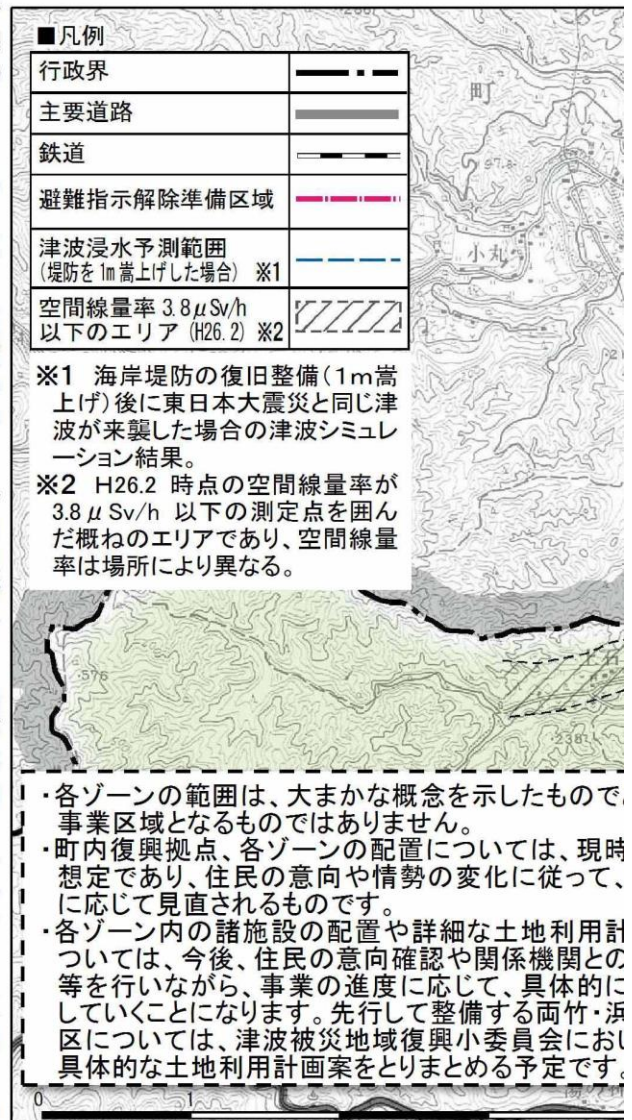 ■凡例
行政界
主要道路
鉄道
避難指示解除準備区域
津波浸水予測範囲
(堤防を1m嵩上げした場合) ※1
空間線量率 3.8μSv/h
以下のエリア (H26.2) ※2
※1 海岸堤防の復旧整備(1m嵩
上げ)後に東日本大震災と同じ津
波が来襲した場合の津波シミュレ
ーション結果。
※2 H26.2 時点の空間線量率が
3.8μSv/h 以下の測定点を囲ん
だ概ねのエリアであり、空間線量
率は場所により異なる。
町
小丸
・576
・各ゾーンの範囲は、大まかな概念を示したもので
事業区域となるものではありません。
・町内復興拠点、各ゾーンの配置については、現時
想定であり、住民の意向や情勢の変化に従って、
に応じて見直されるものです。
・各ゾーン内の諸施設の配置や詳細な土地利用計
ついては、今後、住民の意向確認や関係機関との
等を行いながら、事業の進度に応じて、具体的に
していくことになります。先行して整備する両竹・浜
区については、津波被災地域復興小委員会におい
具体的な土地利用計画案をとりまとめる予定です。
0 1